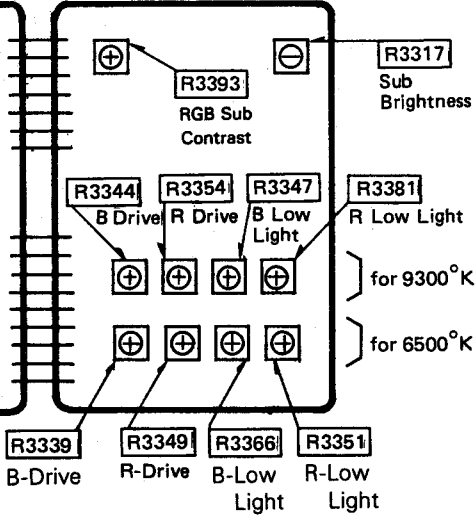 R3393
RGB Sub
Contrast
R3317
Sub
Brightness
R3344
B Drive
R3354
R Drive
R3347
B Low
Light
R3381
R Low Light
for 9300°K
for 6500°K
R3339
B-Drive
R3349
R-Drive
R3366
B-Low
Light
R3351
R-Low
Light